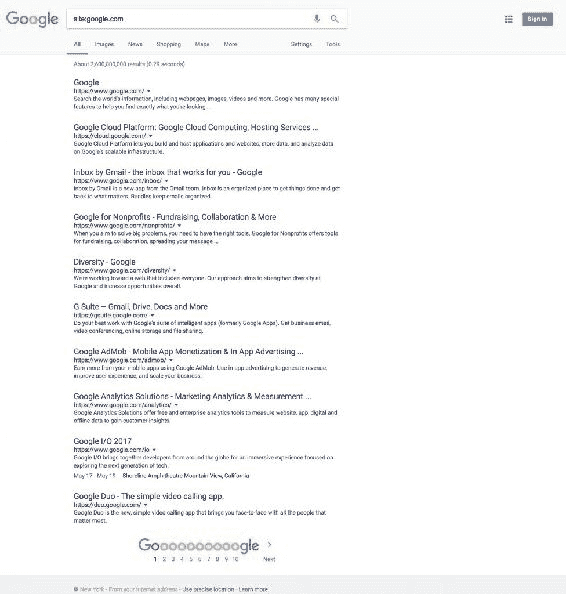 Google
site:google.com
Sign in
All Images News Shopping Maps More Settings Tools
About 2,600,000,000 results (0.29 seconds)
Google
https://www.google.com/
Search the world's information, including webpages, images, videos and more. Google has many special
features to help you find exactly what you're looking ...
Google Cloud Platform: Google Cloud Computing, Hosting Services ...
https://cloud.google.com/
Google Cloud Platform lets you build and host applications and websites, store data, and analyze data
on Google's scalable infrastructure.
Inbox by Gmail - the inbox that works for you - Google
https://www.google.com/inbox/
Inbox by Gmail is a new app from the Gmail team. Inbox is an organized place to get things done and get
back to what matters. Bundles keep emails organized.
Google for Nonprofits - Fundraising, Collaboration & More
https://www.google.com/nonprofits/
When you aim to solve big problems, you need to have the right tools. Google for Nonprofits offers tools
for fundraising, collaboration, spreading your message ...
Diversity - Google
https://www.google.com/diversity/
We're working toward a web that includes everyone. Our approach aims to strengthen diversity at
Google and increase opportunities overall.
G Suite — Gmail, Drive, Docs and More
https://gsuite.google.com/
Do your best work with Google's suite of intelligent apps (formerly Google Apps). Get business email,
video conferencing, online storage and file sharing.
Google AdMob - Mobile App Monetization & In App Advertising ...
https://www.google.com/admob/
Earn more from your mobile apps using Google AdMob. Use in app advertising to generate revenue,
improve user experience, and scale your business.
Google Analytics Solutions - Marketing Analytics & Measurement ...
https://www.google.com/analytics/
Google Analytics Solutions offer free and enterprise analytics tools to measure website, app, digital and
offline data to gain customer insights.
Google I/O 2017
https://www.google.com/io
Google I/O brings together developers from around the globe for an immersive experience focused on
exploring the next generation of tech.
May 17 - May 19 Shoreline Amphitheatre Mountain View, California
Google Duo - The simple video calling app.
https://duo.google.com/
Google Duo is the new, simple video calling app that brings you face-to-face with all the people that
matter most.
Goooooooooogle
1 2 3 4 5 6 7 8 9 10 Next
New York - From your Internet address - Use precise location - Learn more